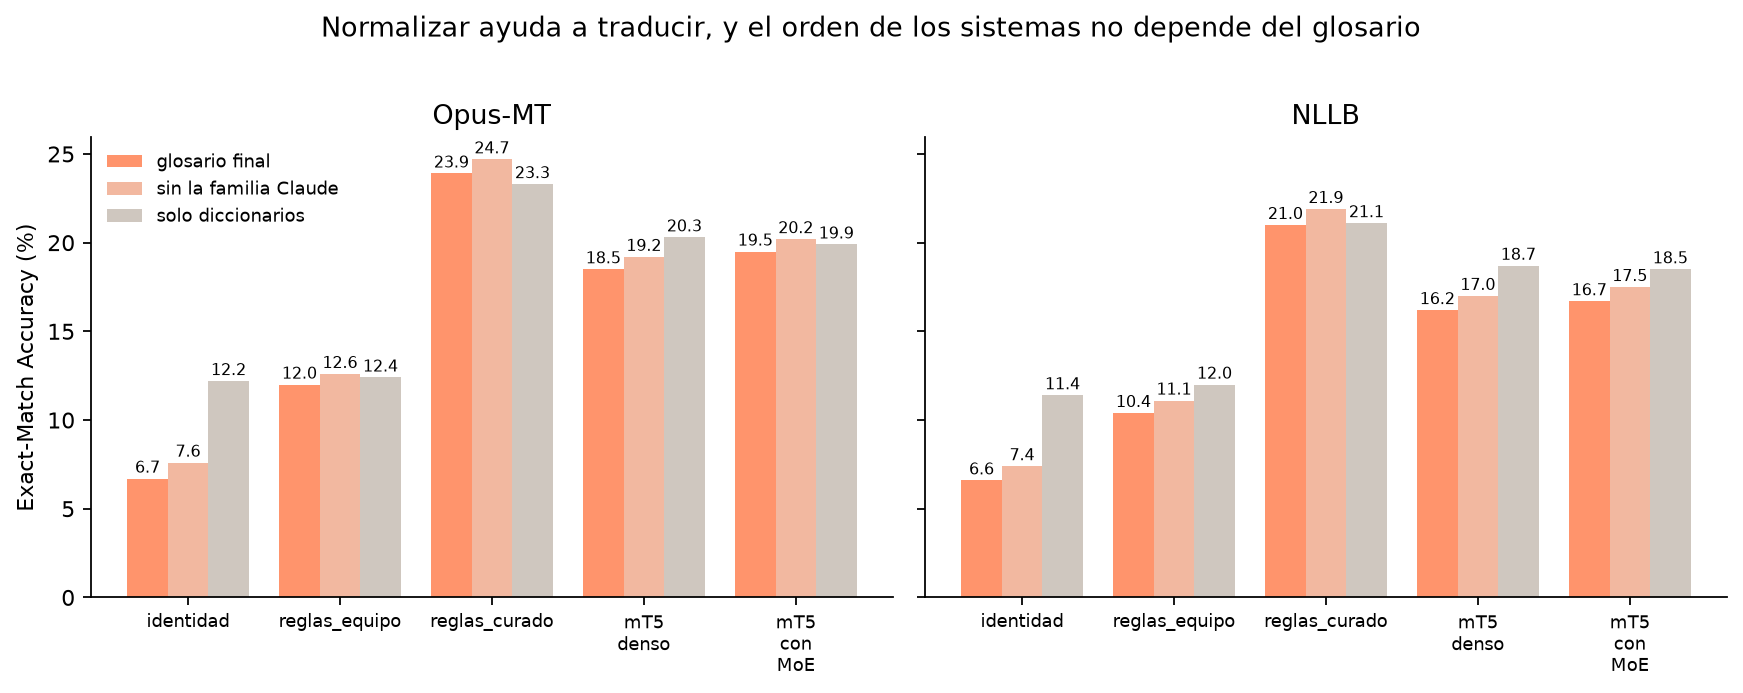 Normalizar ayuda a traducir, y el orden de los sistemas no depende del glosario
Opus-MT
Exact-Match Accuracy (%)
25
20
15
10
5
0
glosario final
sin la familia Claude
solo diccionarios
6.7
7.6
12.2
12.0
12.6
12.4
23.9
24.7
23.3
18.5
19.2
20.3
19.5
20.2
19.9
identidad
reglas_equipo
reglas_curado
mT5
denso
mT5
con
MoE
NLLB
6.6
7.4
11.4
10.4
11.1
12.0
21.0
21.9
21.1
16.2
17.0
18.7
16.7
17.5
18.5
identidad
reglas_equipo
reglas_curado
mT5
denso
mT5
con
MoE